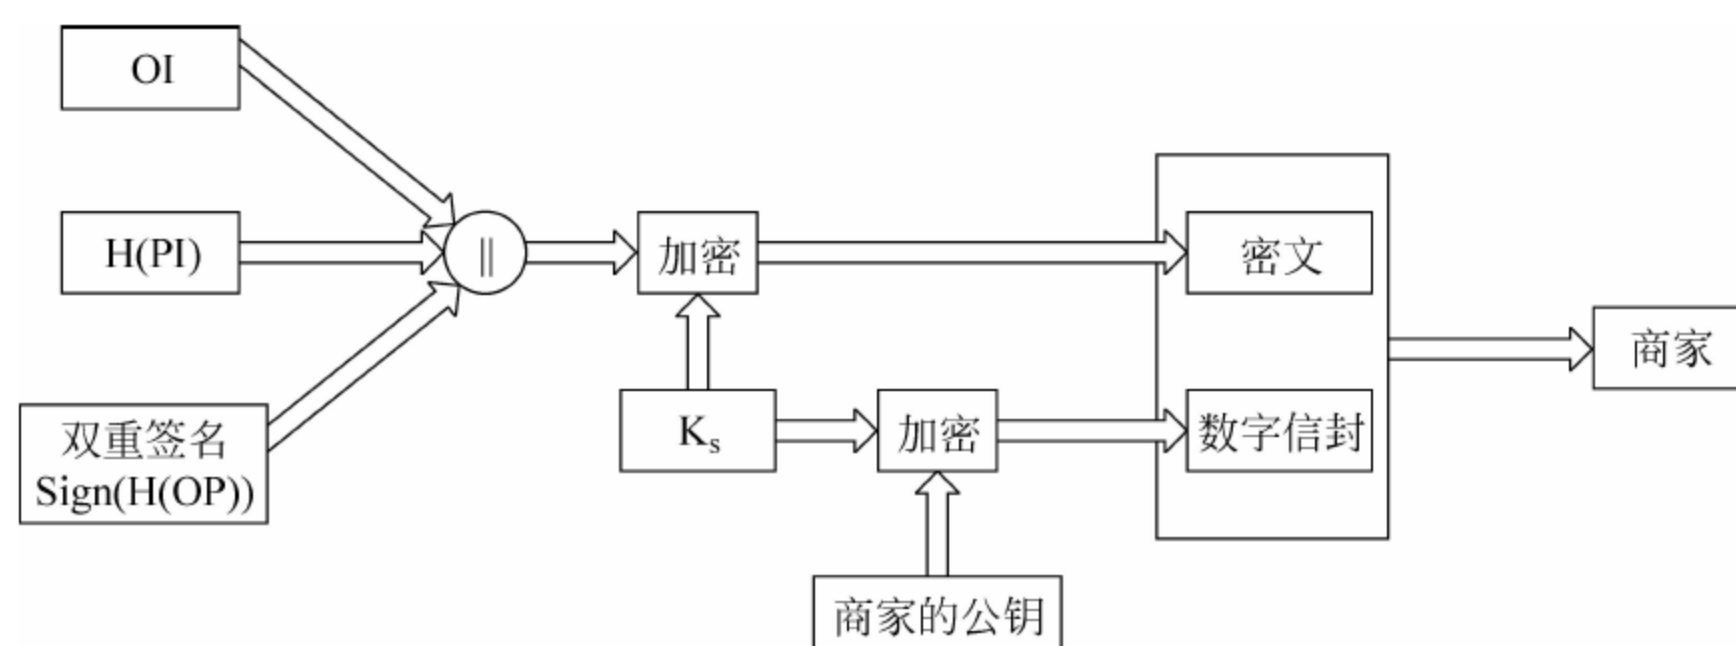 OI
H(PI)
双重签名
Sign(H(OP))
||
加密
密文
Ks
加密
数字信封
商家的公钥
商家